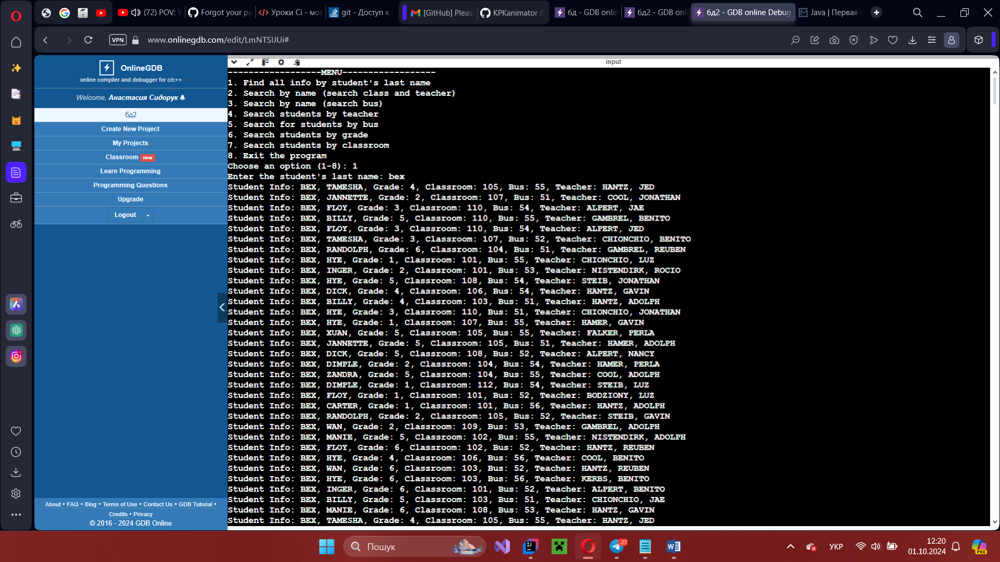 (72) POV: Y
Forgot your pa
Уроки Сі - мо
git - Доступ к
[GitHub] Pleas
KPKanimator (
бд - GDB onlin
бд2 - GDB onl
бд2 - GDB online Debug
Java | Первая
VPN
www.onlinegdb.com/edit/LmNTSIJUi#
OnlineGDB
online compiler and debugger for c/c++
Welcome, Анастасия Сидорук
бд2
Create New Project
My Projects
Classroom new
Learn Programming
Programming Questions
Upgrade
Logout
About • FAQ • Blog • Terms of Use • Contact Us • GDB Tutorial •
Credits • Privacy
© 2016 - 2024 GDB Online
input
------------------MENU------------------
1. Find all info by student's last name
2. Search by name (search class and teacher)
3. Search by name (search bus)
4. Search students by teacher
5. Search for students by bus
6. Search students by grade
7. Search students by classroom
8. Exit the program
Choose an option (1-8): 1
Enter the student's last name: bex
Student Info: BEX, TAMESHA, Grade: 4, Classroom: 105, Bus: 55, Teacher: HANTZ, JED
Student Info: BEX, JANNETTE, Grade: 2, Classroom: 107, Bus: 51, Teacher: COOL, JONATHAN
Student Info: BEX, FLOY, Grade: 3, Classroom: 110, Bus: 54, Teacher: ALPERT, JAE
Student Info: BEX, BILLY, Grade: 5, Classroom: 110, Bus: 55, Teacher: GAMBREL, BENITO
Student Info: BEX, FLOY, Grade: 3, Classroom: 110, Bus: 54, Teacher: ALPERT, JED
Student Info: BEX, TAMESHA, Grade: 3, Classroom: 107, Bus: 52, Teacher: CHIONCHIO, BENITO
Student Info: BEX, RANDOLPH, Grade: 6, Classroom: 104, Bus: 51, Teacher: GAMBREL, REUBEN
Student Info: BEX, HYE, Grade: 1, Classroom: 101, Bus: 55, Teacher: CHIONCHIO, LUZ
Student Info: BEX, INGER, Grade: 2, Classroom: 101, Bus: 53, Teacher: NISTENDIRK, ROCIO
Student Info: BEX, HYE, Grade: 5, Classroom: 108, Bus: 54, Teacher: STEIB, JONATHAN
Student Info: BEX, DICK, Grade: 4, Classroom: 106, Bus: 54, Teacher: HANTZ, GAVIN
Student Info: BEX, BILLY, Grade: 4, Classroom: 103, Bus: 51, Teacher: HANTZ, ADOLPH
Student Info: BEX, HYE, Grade: 3, Classroom: 110, Bus: 51, Teacher: CHIONCHIO, JONATHAN
Student Info: BEX, HYE, Grade: 1, Classroom: 107, Bus: 55, Teacher: HAMER, GAVIN
Student Info: BEX, XUAN, Grade: 5, Classroom: 105, Bus: 55, Teacher: FALKER, PERLA
Student Info: BEX, JANNETTE, Grade: 5, Classroom: 105, Bus: 51, Teacher: HAMER, ADOLPH
Student Info: BEX, DICK, Grade: 5, Classroom: 108, Bus: 52, Teacher: ALPERT, NANCY
Student Info: BEX, DIMPLE, Grade: 2, Classroom: 104, Bus: 54, Teacher: HAMER, PERLA
Student Info: BEX, ZANDRA, Grade: 5, Classroom: 104, Bus: 55, Teacher: COOL, ADOLPH
Student Info: BEX, DIMPLE, Grade: 1, Classroom: 112, Bus: 54, Teacher: STEIB, LUZ
Student Info: BEX, FLOY, Grade: 1, Classroom: 101, Bus: 52, Teacher: BODZIONY, LUZ
Student Info: BEX, CARTER, Grade: 1, Classroom: 101, Bus: 56, Teacher: HANTZ, ADOLPH
Student Info: BEX, RANDOLPH, Grade: 2, Classroom: 105, Bus: 52, Teacher: STEIB, GAVIN
Student Info: BEX, WAN, Grade: 2, Classroom: 109, Bus: 53, Teacher: GAMBREL, ADOLPH
Student Info: BEX, MANIE, Grade: 5, Classroom: 102, Bus: 55, Teacher: NISTENDIRK, ADOLPH
Student Info: BEX, FLOY, Grade: 6, Classroom: 102, Bus: 52, Teacher: HANTZ, REUBEN
Student Info: BEX, HYE, Grade: 4, Classroom: 106, Bus: 56, Teacher: COOL, BENITO
Student Info: BEX, WAN, Grade: 6, Classroom: 103, Bus: 52, Teacher: HANTZ, REUBEN
Student Info: BEX, HYE, Grade: 6, Classroom: 103, Bus: 56, Teacher: KERBS, BENITO
Student Info: BEX, INGER, Grade: 6, Classroom: 101, Bus: 52, Teacher: ALPERT, BENITO
Student Info: BEX, BILLY, Grade: 5, Classroom: 103, Bus: 51, Teacher: CHIONCHIO, JAE
Student Info: BEX, MANIE, Grade: 6, Classroom: 108, Bus: 53, Teacher: HANTZ, GAVIN
Student Info: BEX, TAMESHA, Grade: 4, Classroom: 105, Bus: 55, Teacher: HANTZ, JED
Пошук
27
УКР
12:20
01.10.2024
PRE